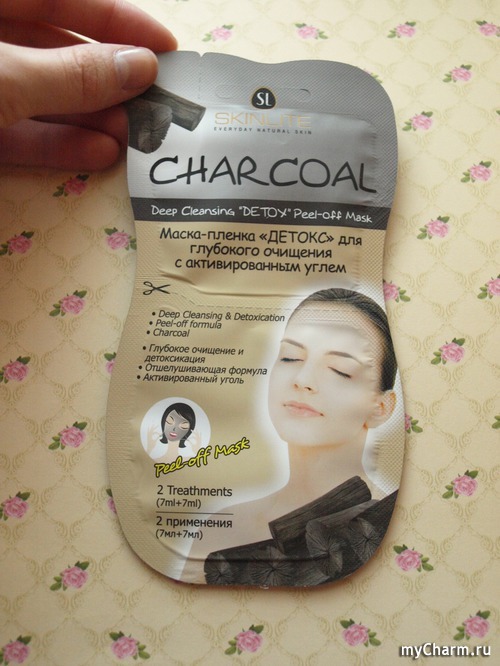 SL
SKINLITE
EVERYDAY NATURAL SKIN
CHARCOAL
Deep Cleansing "DETOX" Peel-off Mask
Маска-пленка «ДЕТОКС» для
глубокого очищения
с активированным углем
• Deep Cleansing & Detoxication
• Peel-off formula
• Charcoal
• Глубокое очищение и
детоксикация
• Отшелушивающая формула
• Активированный уголь
Peel-off Mask
2 Treathments
(7ml+7ml)
2 применения
(7мл+7мл)
myCharm.ru